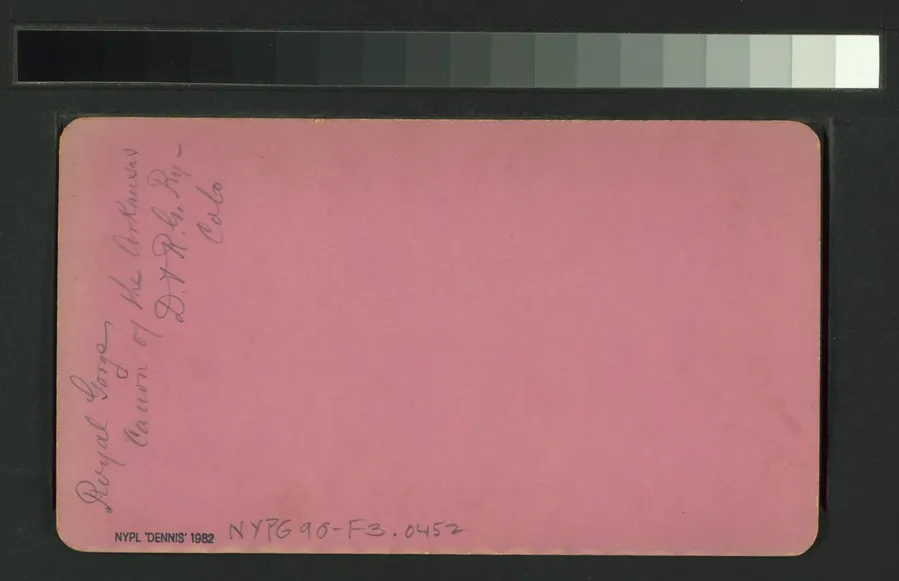 Royal Gorge,
Canon of the Arkansas
D. & R. G. Ry -
Colo
NYPL 'DENNIS' 1982
NYPG90-F3.0452